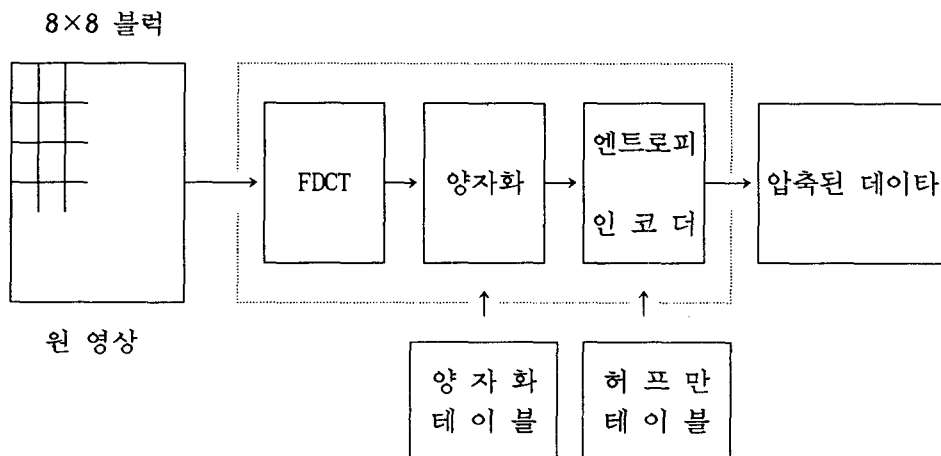 8×8 블럭
FDCT
양자화
엔트로피
인 코 더
압축된 데이타
원 영상
양 자 화
테 이 블
허 프 만
테 이 블